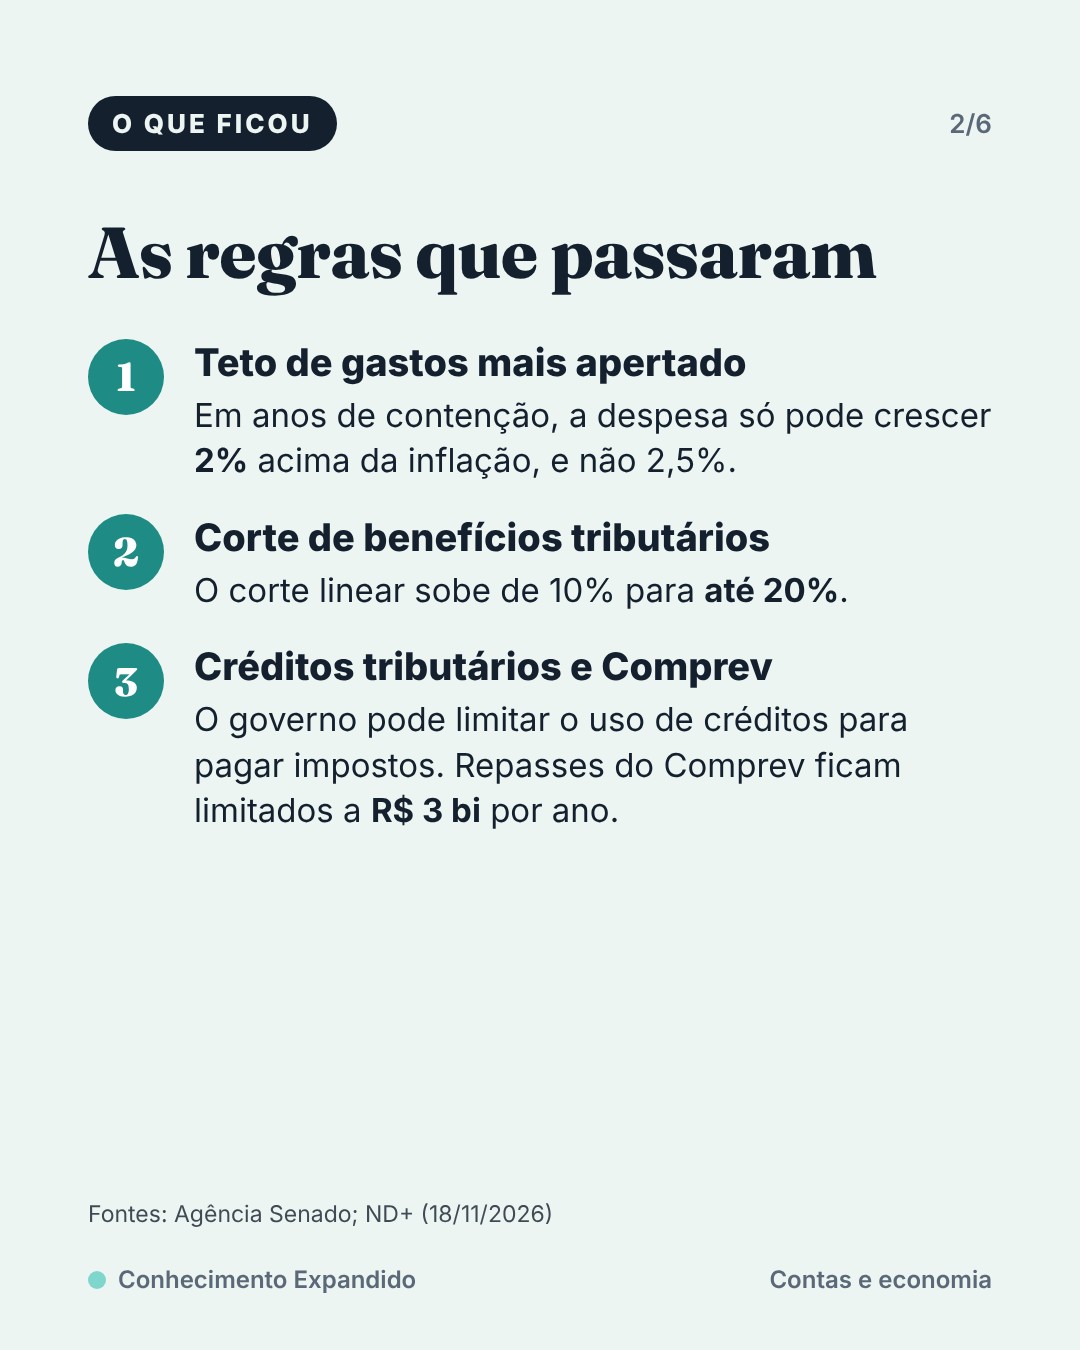 O QUE FICOU
2/6
As regras que passaram
1
Teto de gastos mais apertado
Em anos de contenção, a despesa só pode crescer
2% acima da inflação, e não 2,5%.
2
Corte de benefícios tributários
O corte linear sobe de 10% para até 20%.
3
Créditos tributários e Comprev
O governo pode limitar o uso de créditos para
pagar impostos. Repasses do Comprev ficam
limitados a R$ 3 bi por ano.
Fontes: Agência Senado; ND+ (18/11/2026)
Conhecimento Expandido
Contas e economia